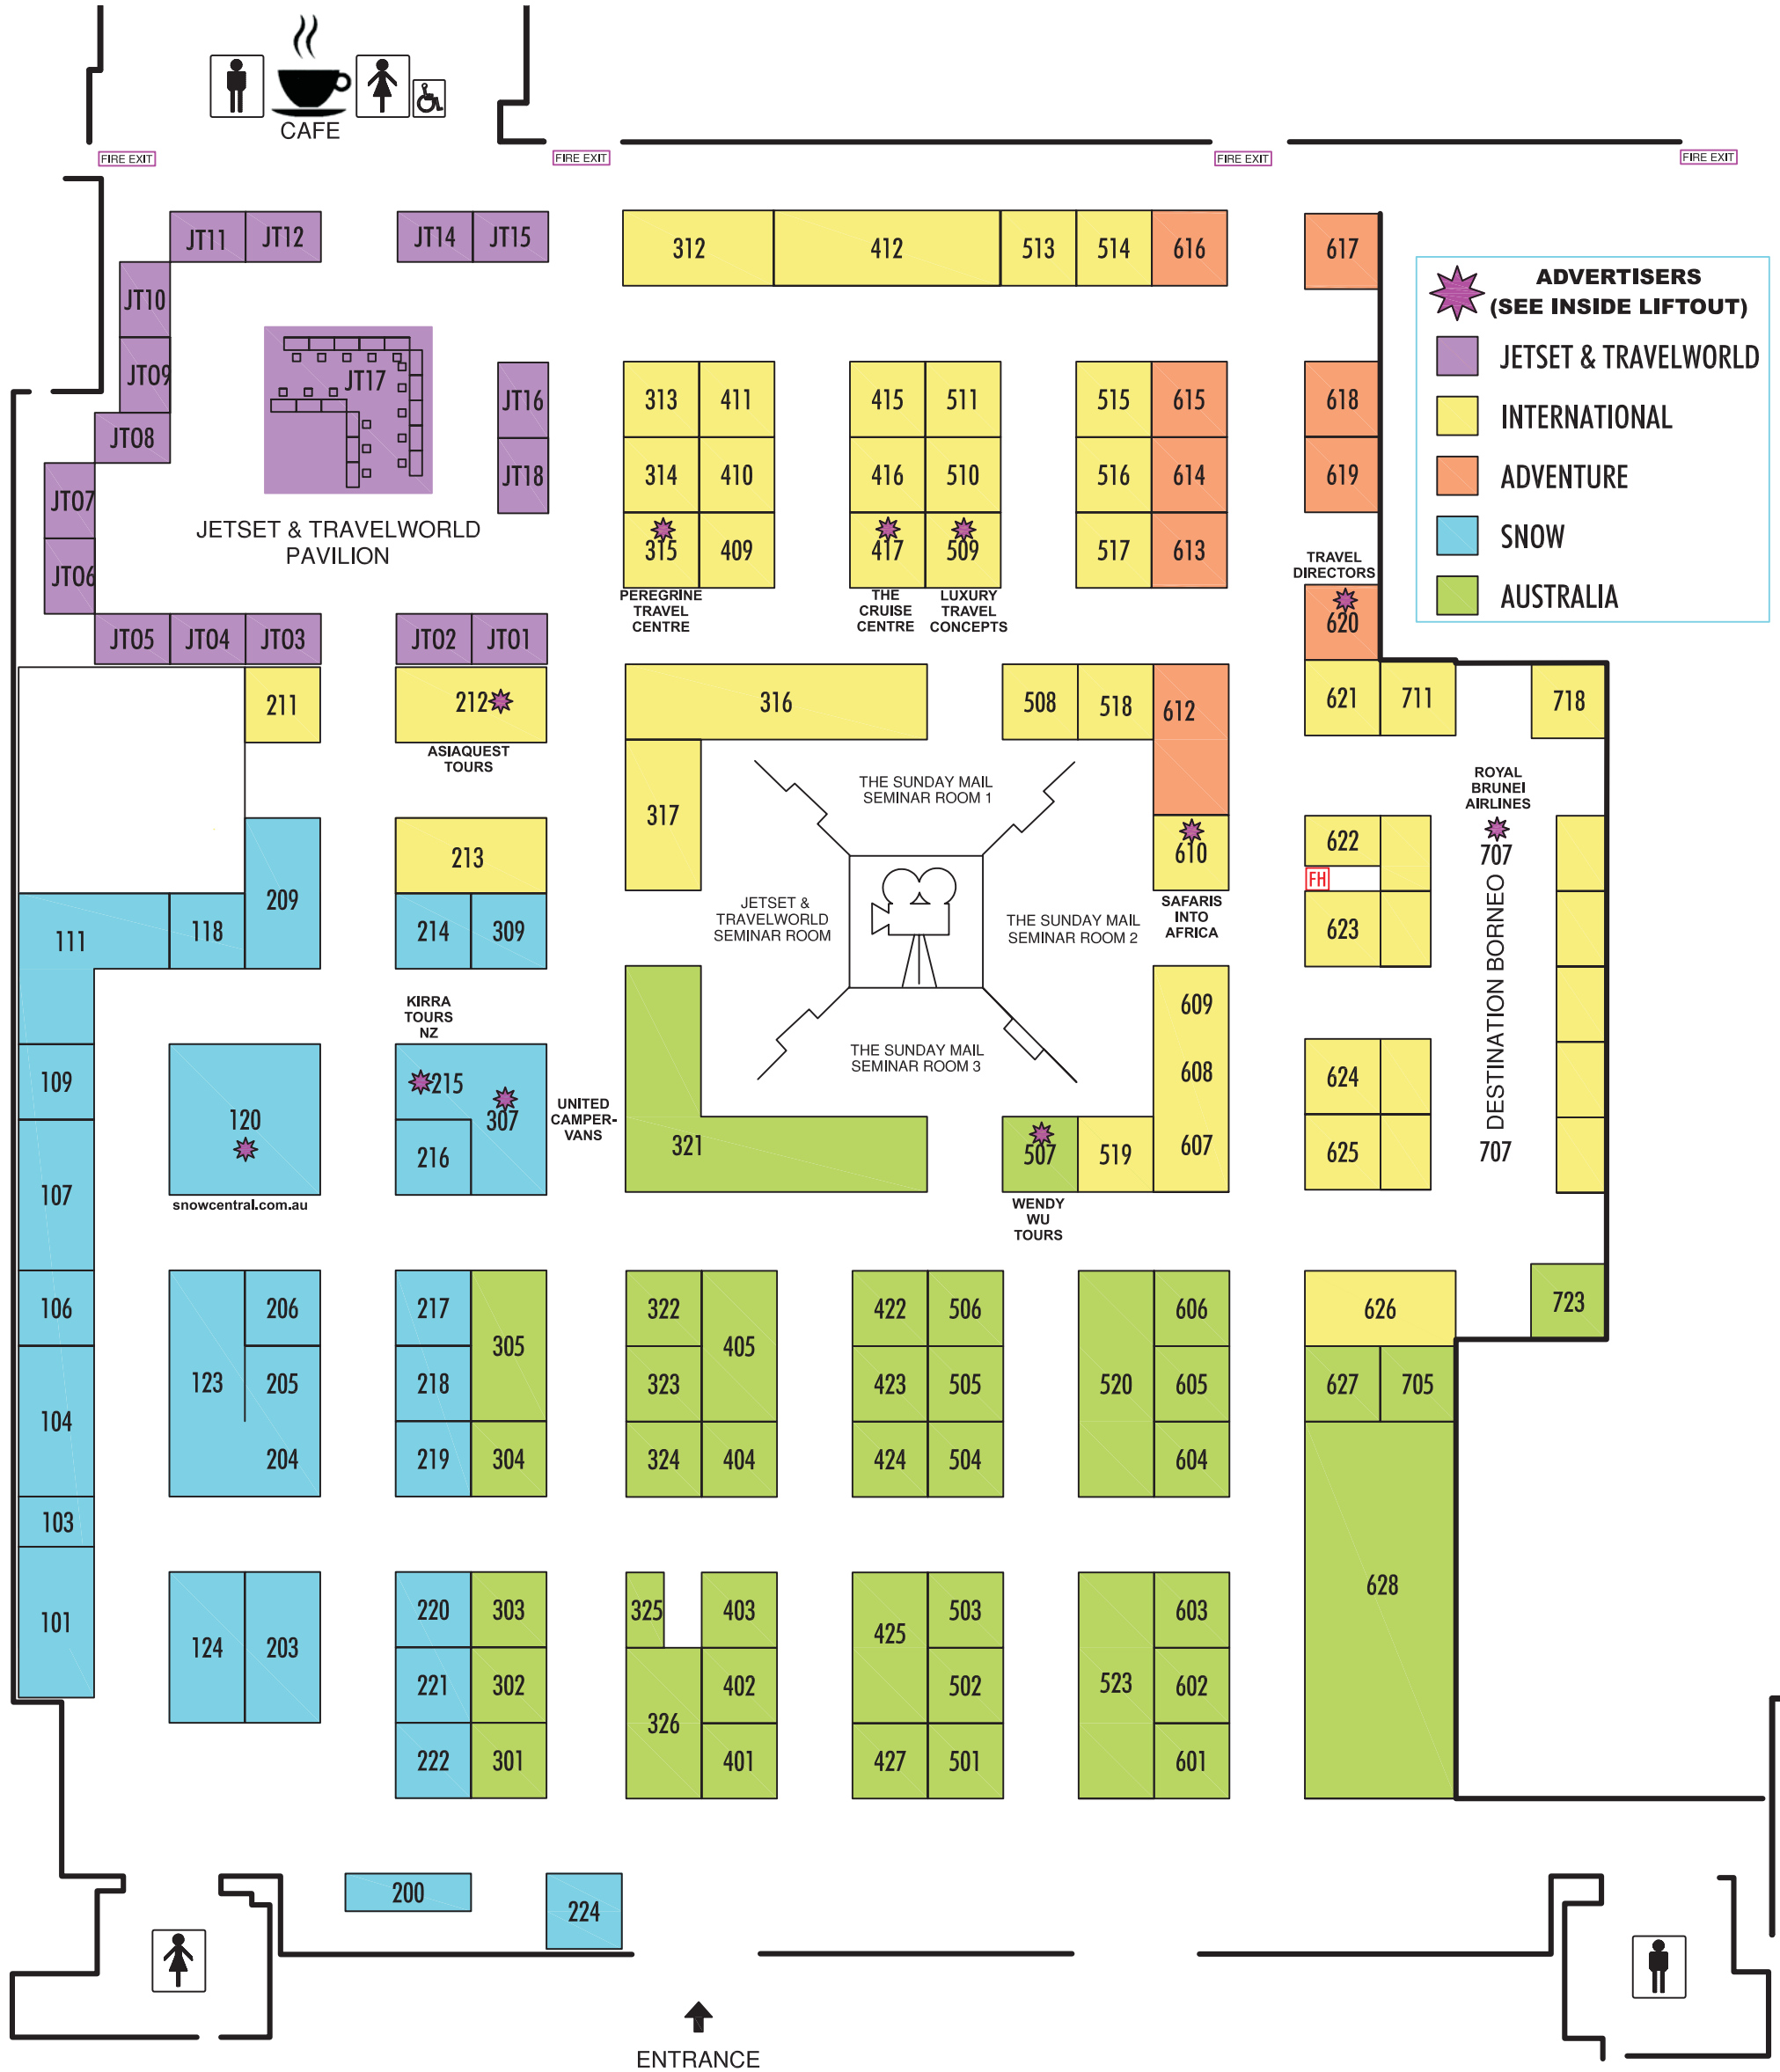 CAFE
FIRE EXIT
FIRE EXIT
FIRE EXIT
FIRE EXIT
JT11
JT12
JT14
JT15
312
412
513
514
616
617
ADVERTISERS
(SEE INSIDE LIFTOUT)
JETSET & TRAVELWORLD
INTERNATIONAL
ADVENTURE
SNOW
AUSTRALIA
JT10
JT09
JT08
JT07
JT06
JT17
JT16
JT18
JETSET & TRAVELWORLD
PAVILION
313
411
415
511
515
615
618
314
410
416
510
516
614
619
315
409
417
509
517
613
PEREGRINE
TRAVEL
CENTRE
THE
CRUISE
CENTRE
LUXURY
TRAVEL
CONCEPTS
TRAVEL
DIRECTORS
620
JT05
JT04
JT03
JT02
JT01
211
212
ASIAQUEST
TOURS
316
508
518
612
621
711
718
317
THE SUNDAY MAIL
SEMINAR ROOM 1
ROYAL
BRUNEI
AIRLINES
707
213
610
SAFARIS
INTO
AFRICA
622
FH
623
209
111
118
214
309
JETSET &
TRAVELWORLD
SEMINAR ROOM
THE SUNDAY MAIL
SEMINAR ROOM 2
DESTINATION BORNEO
KIRRA
TOURS
NZ
THE SUNDAY MAIL
SEMINAR ROOM 3
609
608
607
109
120
snowcentral.com.au
215
307
216
UNITED
CAMPER-
VANS
321
507
519
WENDY
WU
TOURS
624
625
707
107
106
104
103
101
123
206
205
204
217
218
219
305
304
322
323
324
405
404
422
506
423
505
424
504
520
606
605
604
626
723
627
705
628
124
203
220
303
221
302
222
301
325
403
326
402
401
425
503
502
427
501
523
603
602
601
200
224
ENTRANCE